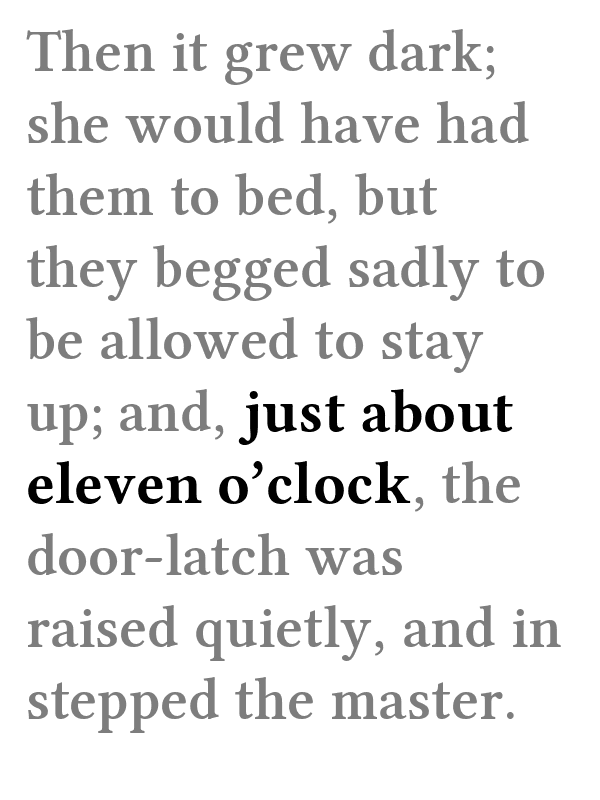 Then it grew dark;
she would have had
them to bed, but
they begged sadly to
be allowed to stay
up; and, just about
eleven o’clock, the
door-latch was
raised quietly, and in
stepped the master.